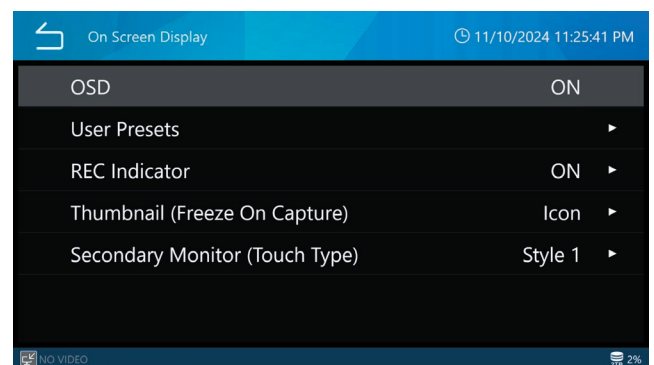 On Screen Display 11/10/2024 11:25:41 PM
OSD ON
User Presets
REC Indicator ON
Thumbnail (Freeze On Capture) Icon
Secondary Monitor (Touch Type) Style 1
NO VIDEO 2%